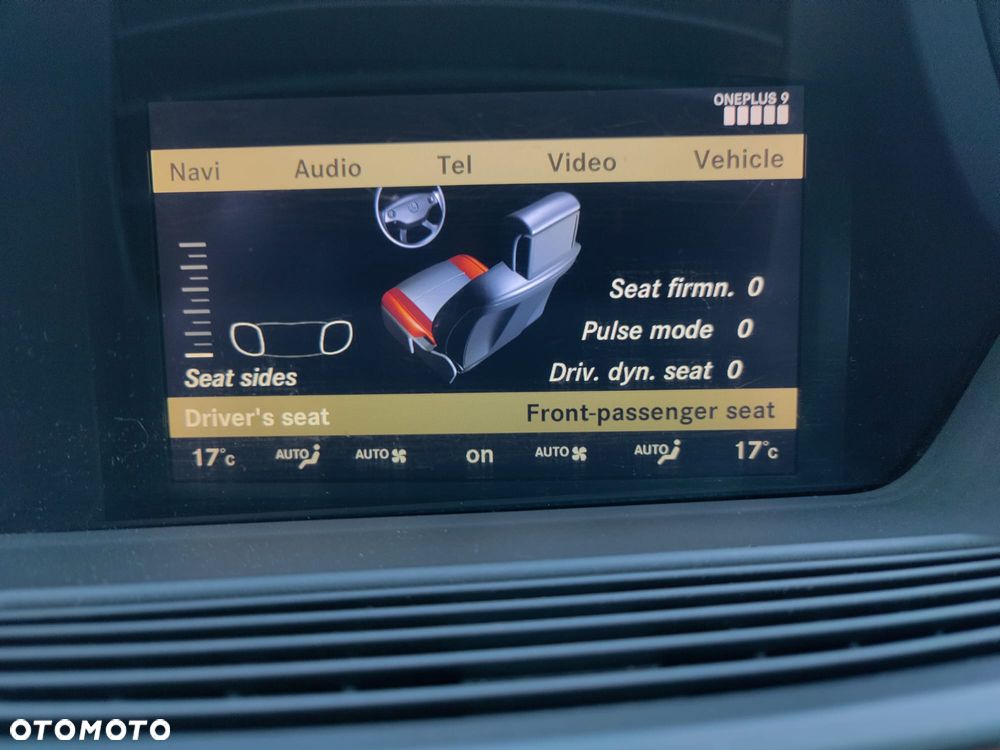 ONEPLUS 9
Navi Audio Tel Video Vehicle
Seat firmn. 0
Pulse mode 0
Driv. dyn. seat 0
Seat sides
Driver's seat Front-passenger seat
17°C AUTO AUTO on AUTO AUTO 17°C
OTOMOTO